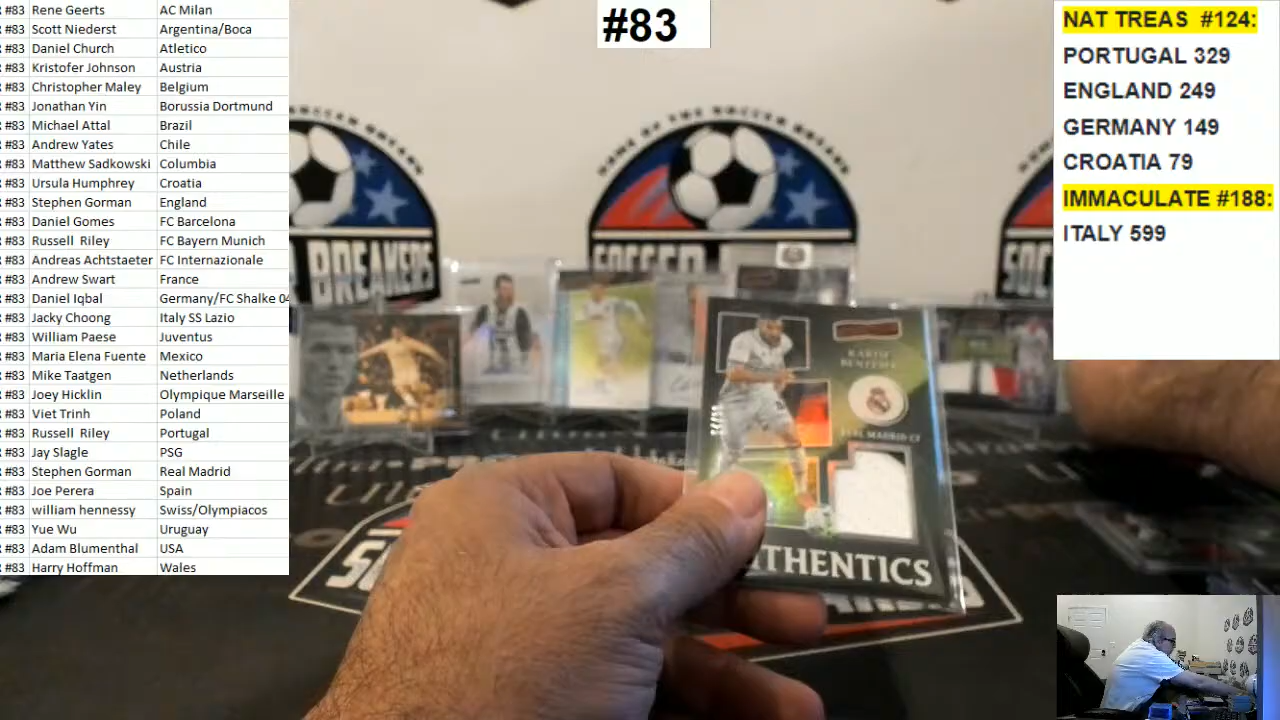 #83 Rene Geerts AC Milan
#83 Scott Niederst Argentina/Boca
#83 Daniel Church Atletico
#83 Kristofer Johnson Austria
#83 Christopher Maley Belgium
#83 Jonathan Yin Borussia Dortmund
#83 Michael Attal Brazil
#83 Andrew Yates Chile
#83 Matthew Sadkowski Columbia
#83 Ursula Humphrey Croatia
#83 Stephen Gorman England
#83 Daniel Gomes FC Barcelona
#83 Russell Riley FC Bayern Munich
#83 Andreas Achtstaeter FC Internazionale
#83 Andrew Swart France
#83 Daniel Iqbal Germany/FC Shalke 04
#83 Jacky Choong Italy SS Lazio
#83 William Paese Juventus
#83 Maria Elena Fuente Mexico
#83 Mike Taatgen Netherlands
#83 Joey Hicklin Olympique Marseille
#83 Viet Trinh Poland
#83 Russell Riley Portugal
#83 Jay Slagle PSG
#83 Stephen Gorman Real Madrid
#83 Joe Perera Spain
#83 william hennessy Swiss/Olympiacos
#83 Yue Wu Uruguay
#83 Adam Blumenthal USA
#83 Harry Hoffman Wales
#83
NAT TREAS #124:
PORTUGAL 329
ENGLAND 249
GERMANY 149
CROATIA 79
IMMACULATE #188:
ITALY 599
BREAKERS
SOCCER
KARIM
BENZEMA
REAL MADRID CF
THENTICS